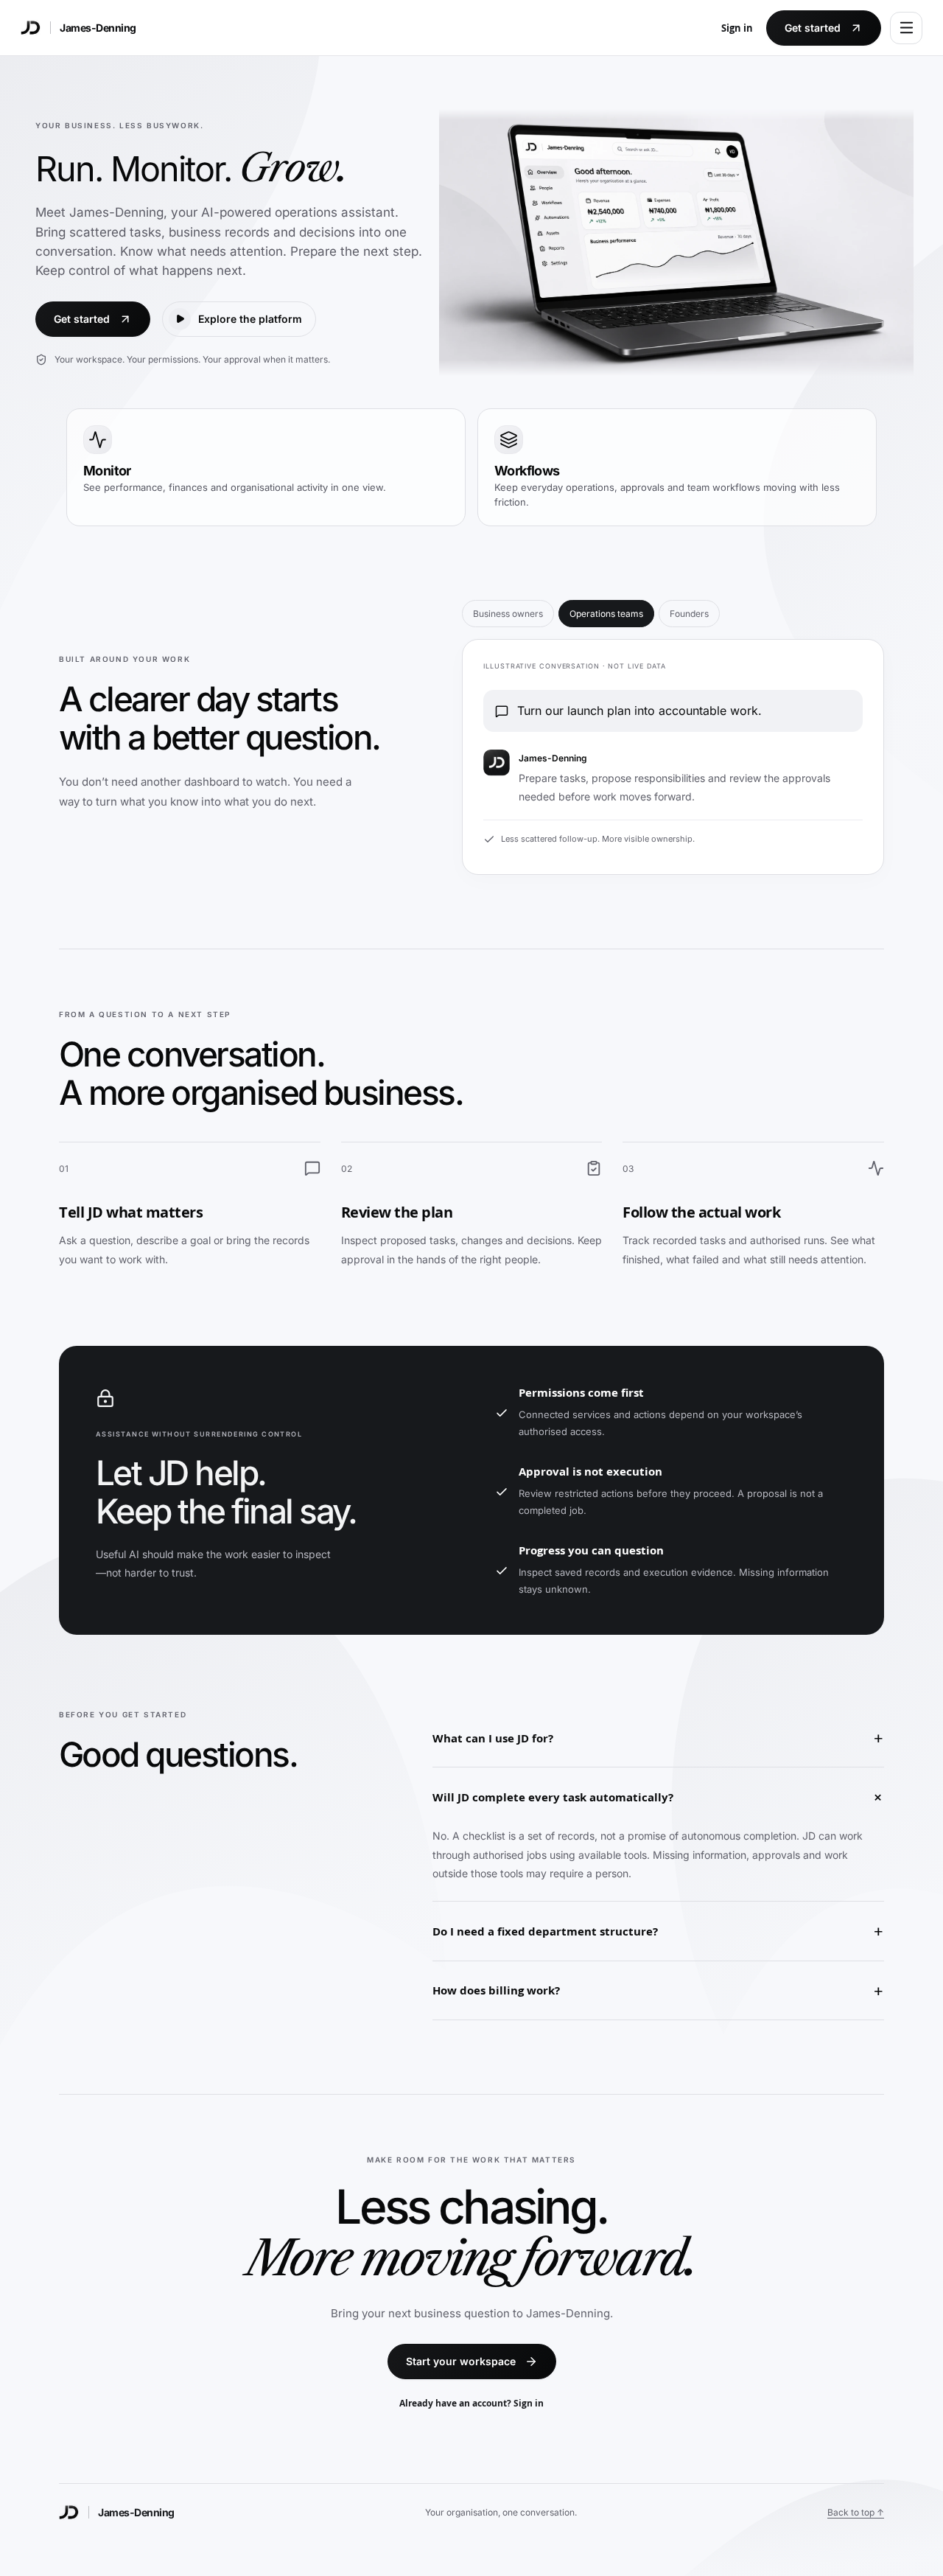 JD James-Denning
Sign in
Get started
YOUR BUSINESS. LESS BUSYWORK.
Run. Monitor. Grow.
Meet James-Denning, your AI-powered operations assistant.
Bring scattered tasks, business records and decisions into one
conversation. Know what needs attention. Prepare the next step.
Keep control of what happens next.
Get started
Explore the platform
Your workspace. Your permissions. Your approval when it matters.
JD James-Denning
Search or ask JD...
Overview
People
Workflows
Automations
Assets
Reports
Settings
Good afternoon.
Here's your organisation at a glance.
Last 30 days
Revenue
₦2,540,000
Expenses
₦740,000
Profit
₦1,800,000
Business performance
Monitor
See performance, finances and organisational activity in one view.
Workflows
Keep everyday operations, approvals and team workflows moving with less
friction.
Business owners
Operations teams
Founders
BUILT AROUND YOUR WORK
A clearer day starts
with a better question.
You don’t need another dashboard to watch. You need a
way to turn what you know into what you do next.
ILLUSTRATIVE CONVERSATION · NOT LIVE DATA
Turn our launch plan into accountable work.
JD
James-Denning
Prepare tasks, propose responsibilities and review the approvals
needed before work moves forward.
Less scattered follow-up. More visible ownership.
FROM A QUESTION TO A NEXT STEP
One conversation.
A more organised business.
01
Tell JD what matters
Ask a question, describe a goal or bring the records
you want to work with.
02
Review the plan
Inspect proposed tasks, changes and decisions. Keep
approval in the hands of the right people.
03
Follow the actual work
Track recorded tasks and authorised runs. See what
finished, what failed and what still needs attention.
ASSISTANCE WITHOUT SURRENDERING CONTROL
Let JD help.
Keep the final say.
Useful AI should make the work easier to inspect
—not harder to trust.
Permissions come first
Connected services and actions depend on your workspace’s
authorised access.
Approval is not execution
Review restricted actions before they proceed. A proposal is not a
completed job.
Progress you can question
Inspect saved records and execution evidence. Missing information
stays unknown.
BEFORE YOU GET STARTED
Good questions.
What can I use JD for?
Will JD complete every task automatically?
No. A checklist is a set of records, not a promise of autonomous completion. JD can work
through authorised jobs using available tools. Missing information, approvals and work
outside those tools may require a person.
Do I need a fixed department structure?
How does billing work?
MAKE ROOM FOR THE WORK THAT MATTERS
Less chasing.
More moving forward.
Bring your next business question to James-Denning.
Start your workspace →
Already have an account? Sign in
JD James-Denning
Your organisation, one conversation.
Back to top ↑